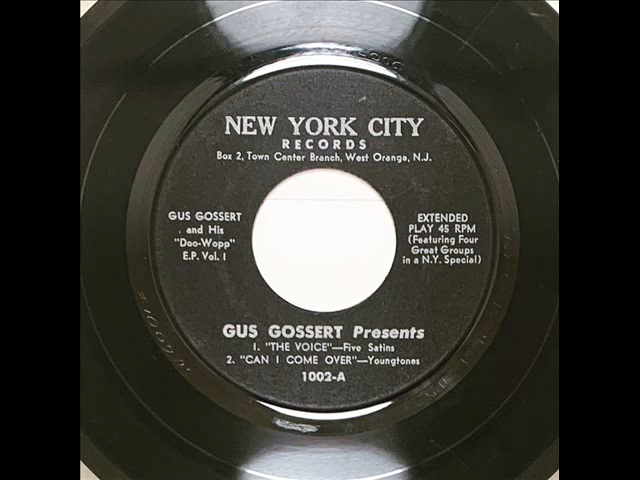 NEW YORK CITY
RECORDS
Box 2, Town Center Branch, West Orange, N.J.
GUS GOSSERT
and His
"Doo-Wopp"
E.P. Vol. I
EXTENDED
PLAY 45 RPM
(Featuring Four
Great Groups
in a N.Y. Special)
GUS GOSSERT Presents
1. "THE VOICE"—Five Satins
2. "CAN I COME OVER"—Youngtones
1002-A